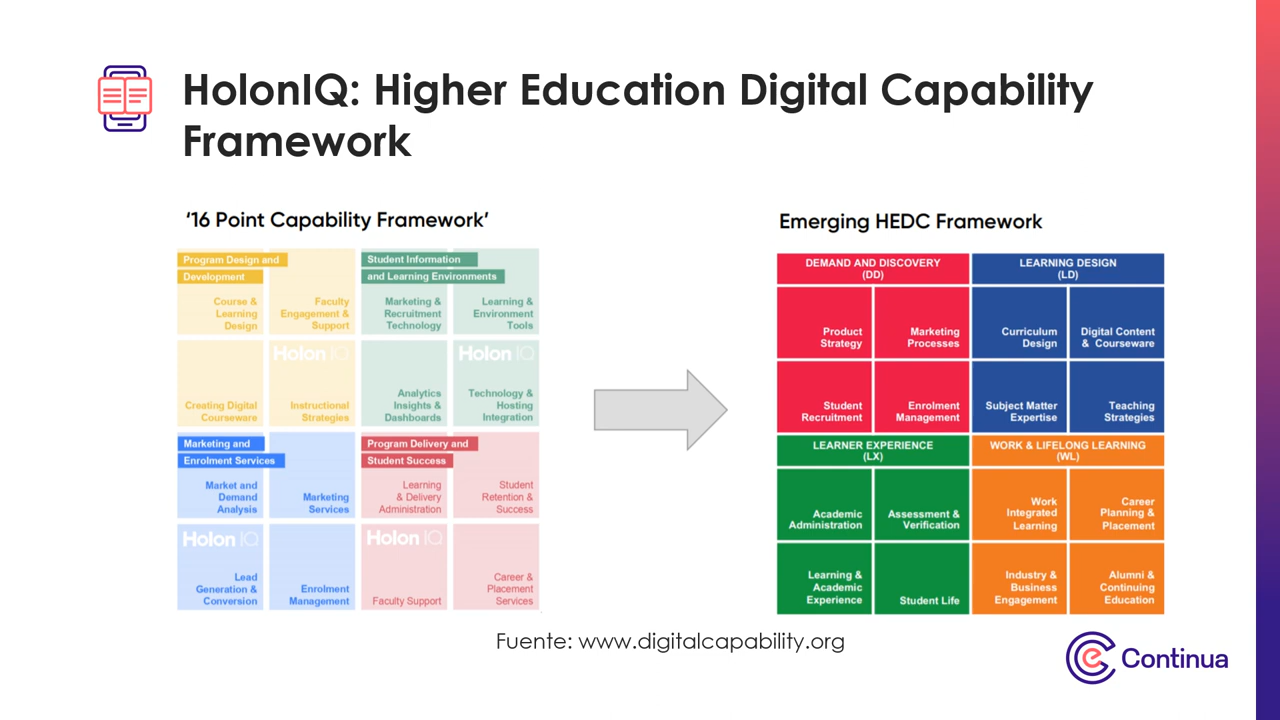 HolonIQ: Higher Education Digital Capability
Framework
‘16 Point Capability Framework’
Program Design and
Development
Course &
Learning
Design
Faculty
Engagement &
Support
Creating Digital
Courseware
Holon IQ
Instructional
Strategies
Student Information
and Learning Environments
Marketing &
Recruitment
Technology
Learning &
Environment
Tools
Analytics
Insights &
Dashboards
Holon IQ
Technology &
Hosting
Integration
Marketing and
Enrolment Services
Market and
Demand
Analysis
Marketing
Services
Holon IQ
Lead
Generation &
Conversion
Enrolment
Management
Program Delivery and
Student Success
Learning
& Delivery
Administration
Student
Retention &
Success
Holon IQ
Faculty Support
Career &
Placement
Services
Emerging HEDC Framework
DEMAND AND DISCOVERY
(DD)
Product
Strategy
Marketing
Processes
Student
Recruitment
Enrolment
Management
LEARNING DESIGN
(LD)
Curriculum
Design
Digital Content
& Courseware
Subject Matter
Expertise
Teaching
Strategies
LEARNER EXPERIENCE
(LX)
Academic
Administration
Assessment &
Verification
Learning &
Academic
Experience
Student Life
WORK & LIFELONG LEARNING
(WL)
Work
Integrated
Learning
Career
Planning &
Placement
Industry &
Business
Engagement
Alumni &
Continuing
Education
Fuente: www.digitalcapability.org
Continua